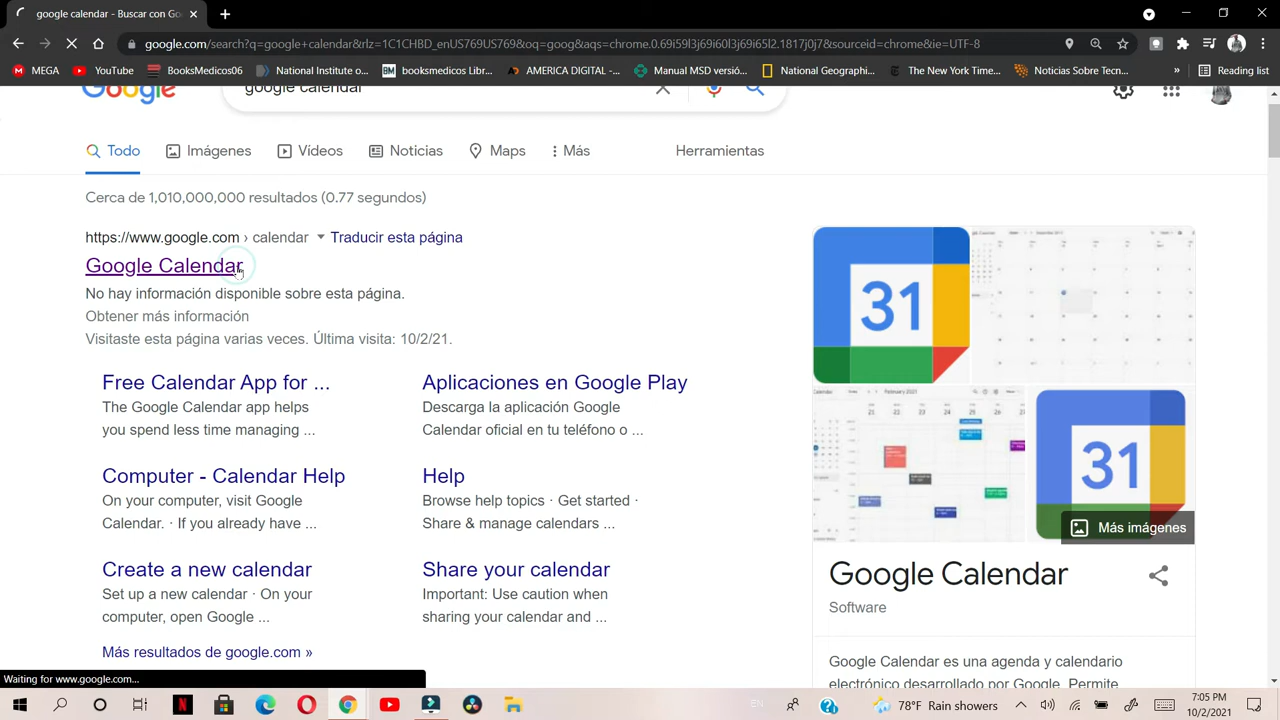 google calendar - Buscar con Go
google.com/search?q=google+calendar&rlz=1C1CHBD_enUS769US769&oq=goog&aqs=chrome.0.69i59l3j69i60l3j69i65l2.1817j0j7&sourceid=chrome&ie=UTF-8
MEGA YouTube BooksMedicos06 National Institute o... booksmedicos Libr... AMERICA DIGITAL -... Manual MSD versió... National Geographi... The New York Time... Noticias Sobre Tecn... » Reading list
Google
google calendar
Todo Imágenes Videos Noticias Maps Más Herramientas
Cerca de 1,010,000,000 resultados (0.77 segundos)
https://www.google.com › calendar Traducir esta página
Google Calendar
No hay información disponible sobre esta página.
Obtener más información
Visitaste esta página varias veces. Última visita: 10/2/21.
Free Calendar App for ...
The Google Calendar app helps
you spend less time managing ...
Aplicaciones en Google Play
Descarga la aplicación Google
Calendar oficial en tu teléfono o ...
Computer - Calendar Help
On your computer, visit Google
Calendar. · If you already have ...
Help
Browse help topics · Get started ·
Share & manage calendars ...
Create a new calendar
Set up a new calendar · On your
computer, open Google ...
Share your calendar
Important: Use caution when
sharing your calendar and ...
Más resultados de google.com »
31
February 2021
22 23 24 25 26
31
Más imágenes
Google Calendar
Software
Google Calendar es una agenda y calendario
electrónico desarrollado por Google. Permite
Waiting for www.google.com...
78°F Rain showers
7:05 PM
10/2/2021